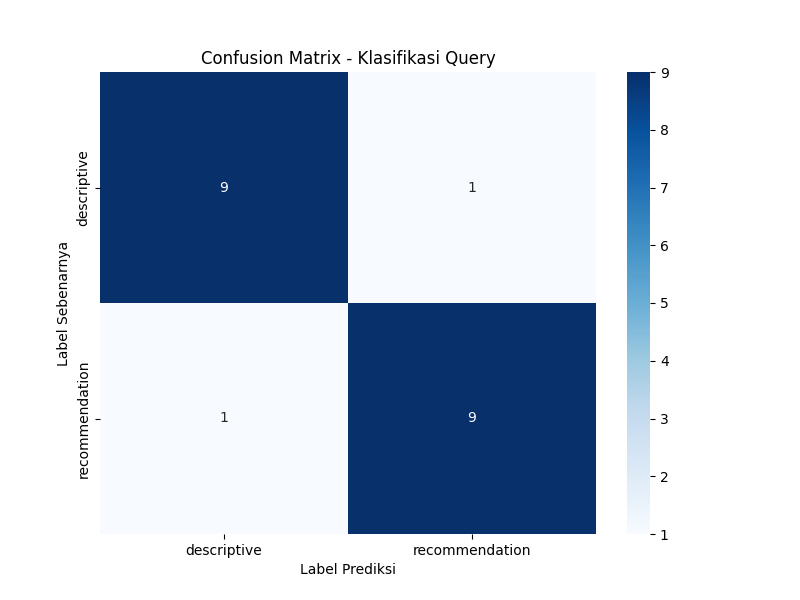 Confusion Matrix - Klasifikasi Query
Label Sebenarnya
descriptive
recommendation
9
1
1
9
descriptive
recommendation
Label Prediksi
9
8
7
6
5
4
3
2
1